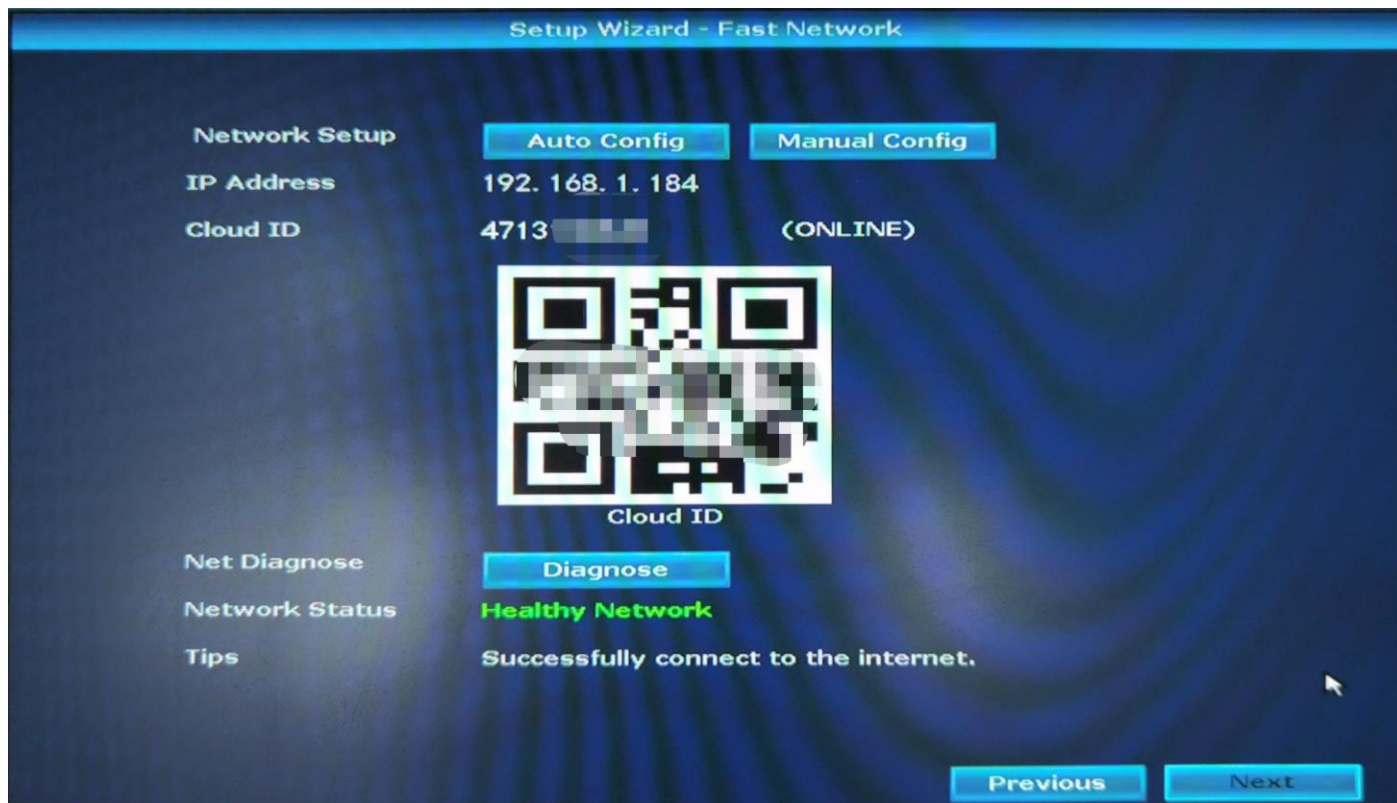 Setup Wizard - Fast Network
Network Setup Auto Config Manual Config
IP Address 192. 168. 1. 184
Cloud ID 4713 (ONLINE)
Cloud ID
Net Diagnose Diagnose
Network Status Healthy Network
Tips Successfully connect to the internet.
Previous Next